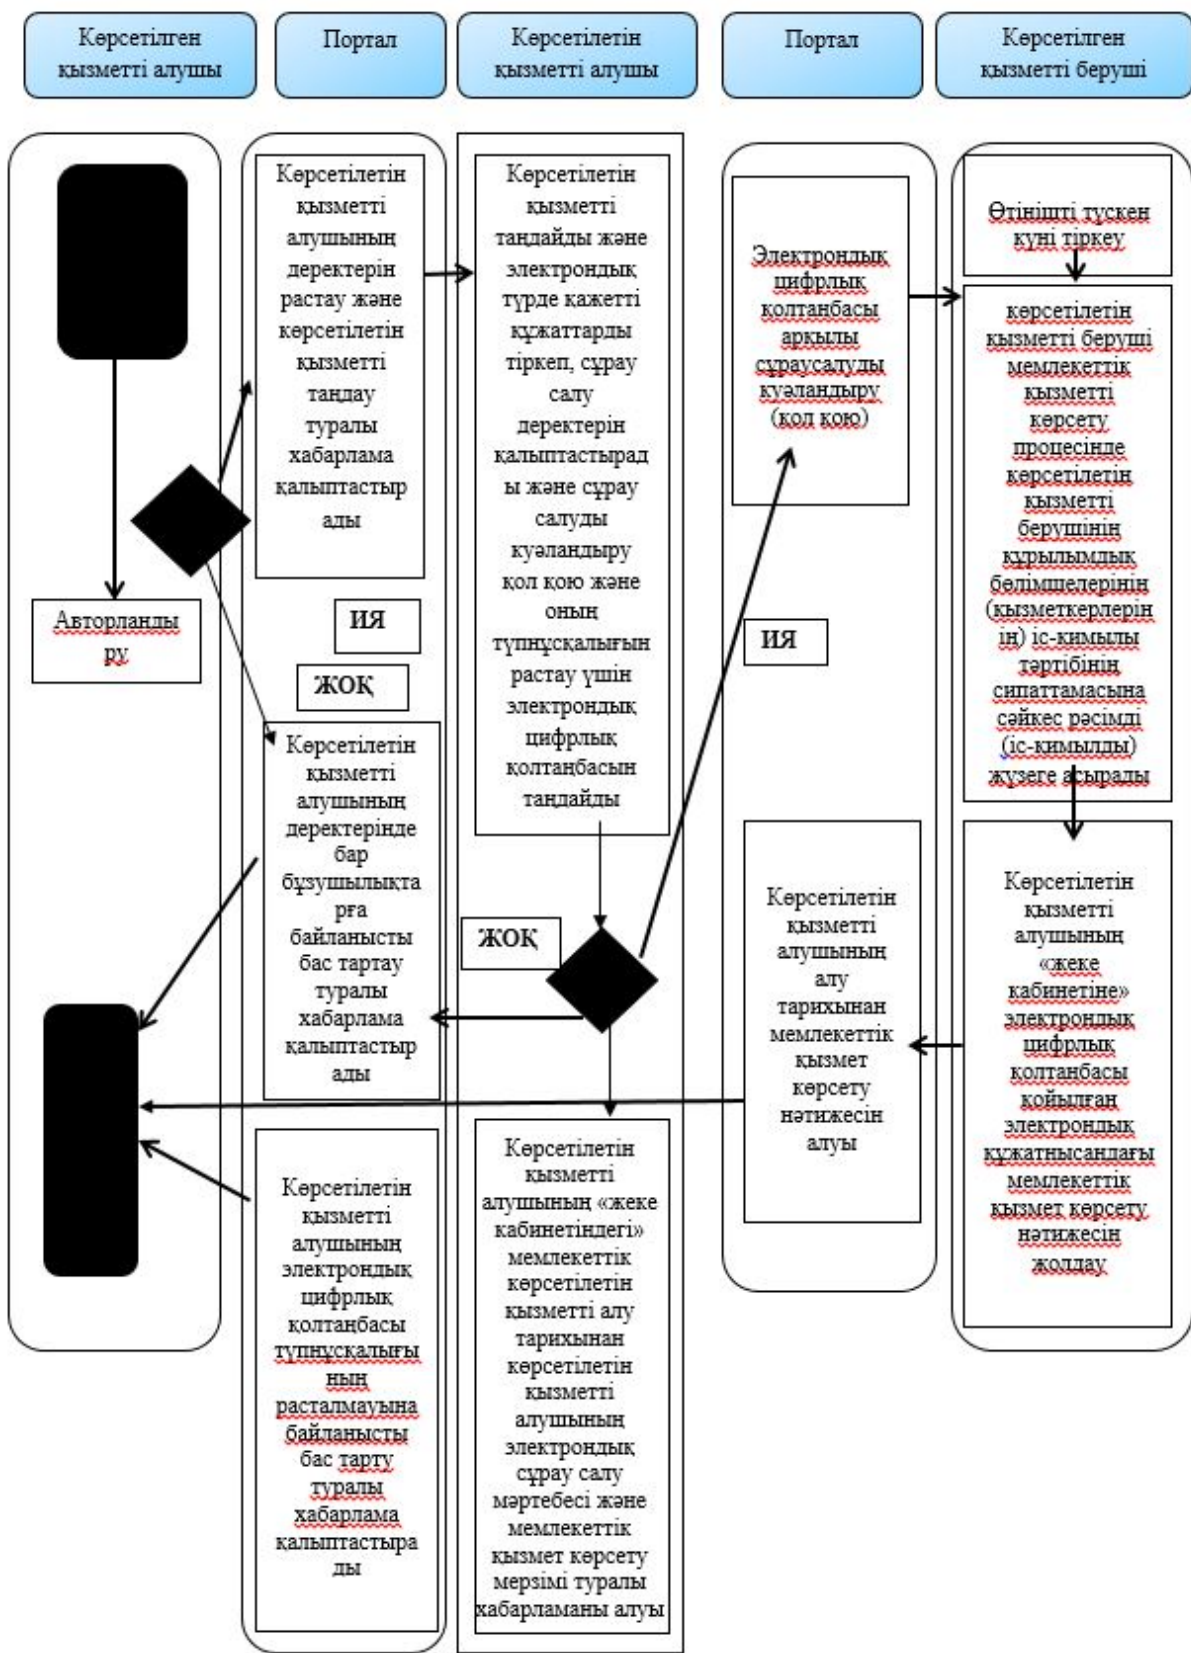 Көрсетілген
қызметті алушы
Портал
Көрсетілетін
қызметті алушы
Портал
Көрсетілген
қызметті беруші
Авторланды
ру
Көрсетілетін
қызметті
алушының
деректерін
растау және
көрсетілетін
қызметті
таңдау
туралы
хабарлама
қалыптастыр
ады
ИЯ
ЖОҚ
Көрсетілетін
қызметті
алушының
деректерінде
бар
бұзушылықта
рға
байланысты
бас тартау
туралы
хабарлама
қалыптастыр
ады
Көрсетілетін
қызметті
алушының
электрондық
цифрлық
қолтаңбасы
түпнұсқалығы
ның
расталмауына
байланысты
бас тарту
туралы
хабарлама
қалыптастыра
ды
Көрсетілетін
қызметті
таңдайды және
электрондық
түрде қажетті
құжаттарды
тіркеп, сұрау
салу
деректерін
қалыптастырад
ы және сұрау
салуды
куәландыру
қол қою және
оның
түпнұсқалығын
растау үшін
электрондық
цифрлық
қолтаңбасын
таңдайды
ЖОҚ
Көрсетілетін
қызметті
алушының «жеке
кабинетіндегі»
мемлекеттік
көрсетілетін
қызметті алу
тарихынан
көрсетілетін
қызметті
алушының
электрондық
сұрау салу
мәртебесі және
мемлекеттік
қызмет көрсету
мерзімі туралы
хабарламаны алуы
Электрондық
цифрлық
қолтанбасы
арқылы
сұраусалуды
куәландыру
(қол қою)
ИЯ
Көрсетілетін
қызметті
алушының
алу
тарихынан
мемлекеттік
қызмет
көрсету
нәтижесін
алуы
Өтінішті түскен
күні тіркеу
көрсетілетін
қызметті беруші
мемлекеттік
қызметті
көрсету
процесінде
көрсетілетін
қызметті
берушінің
құрылымдық
бөлімшелерінің
(қызметкерлерін
ің) іс-қимылы
тәртібінің
сипаттамасына
сәйкес рәсімді
(іс-қимылды)
жүзеге асырады
Көрсетілетін
қызметті
алушының
«жеке
кабинетіне»
электрондық
цифрлық
қолтанбасы
қойылған
электрондық
құжатнысандағы
мемлекеттік
қызмет көрсету
нәтижесін
жолдау